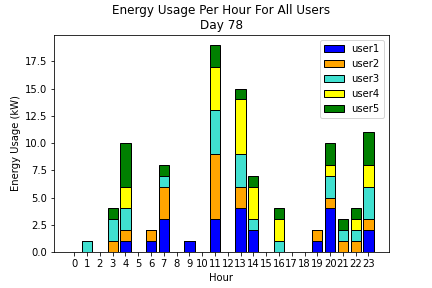 Energy Usage Per Hour For All Users
Day 78
user1
user2
user3
user4
user5
Energy Usage (kW)
17.5
15.0
12.5
10.0
7.5
5.0
2.5
0.0
0 1 2 3 4 5 6 7 8 9 10 11 12 13 14 15 16 17 18 19 20 21 22 23
Hour